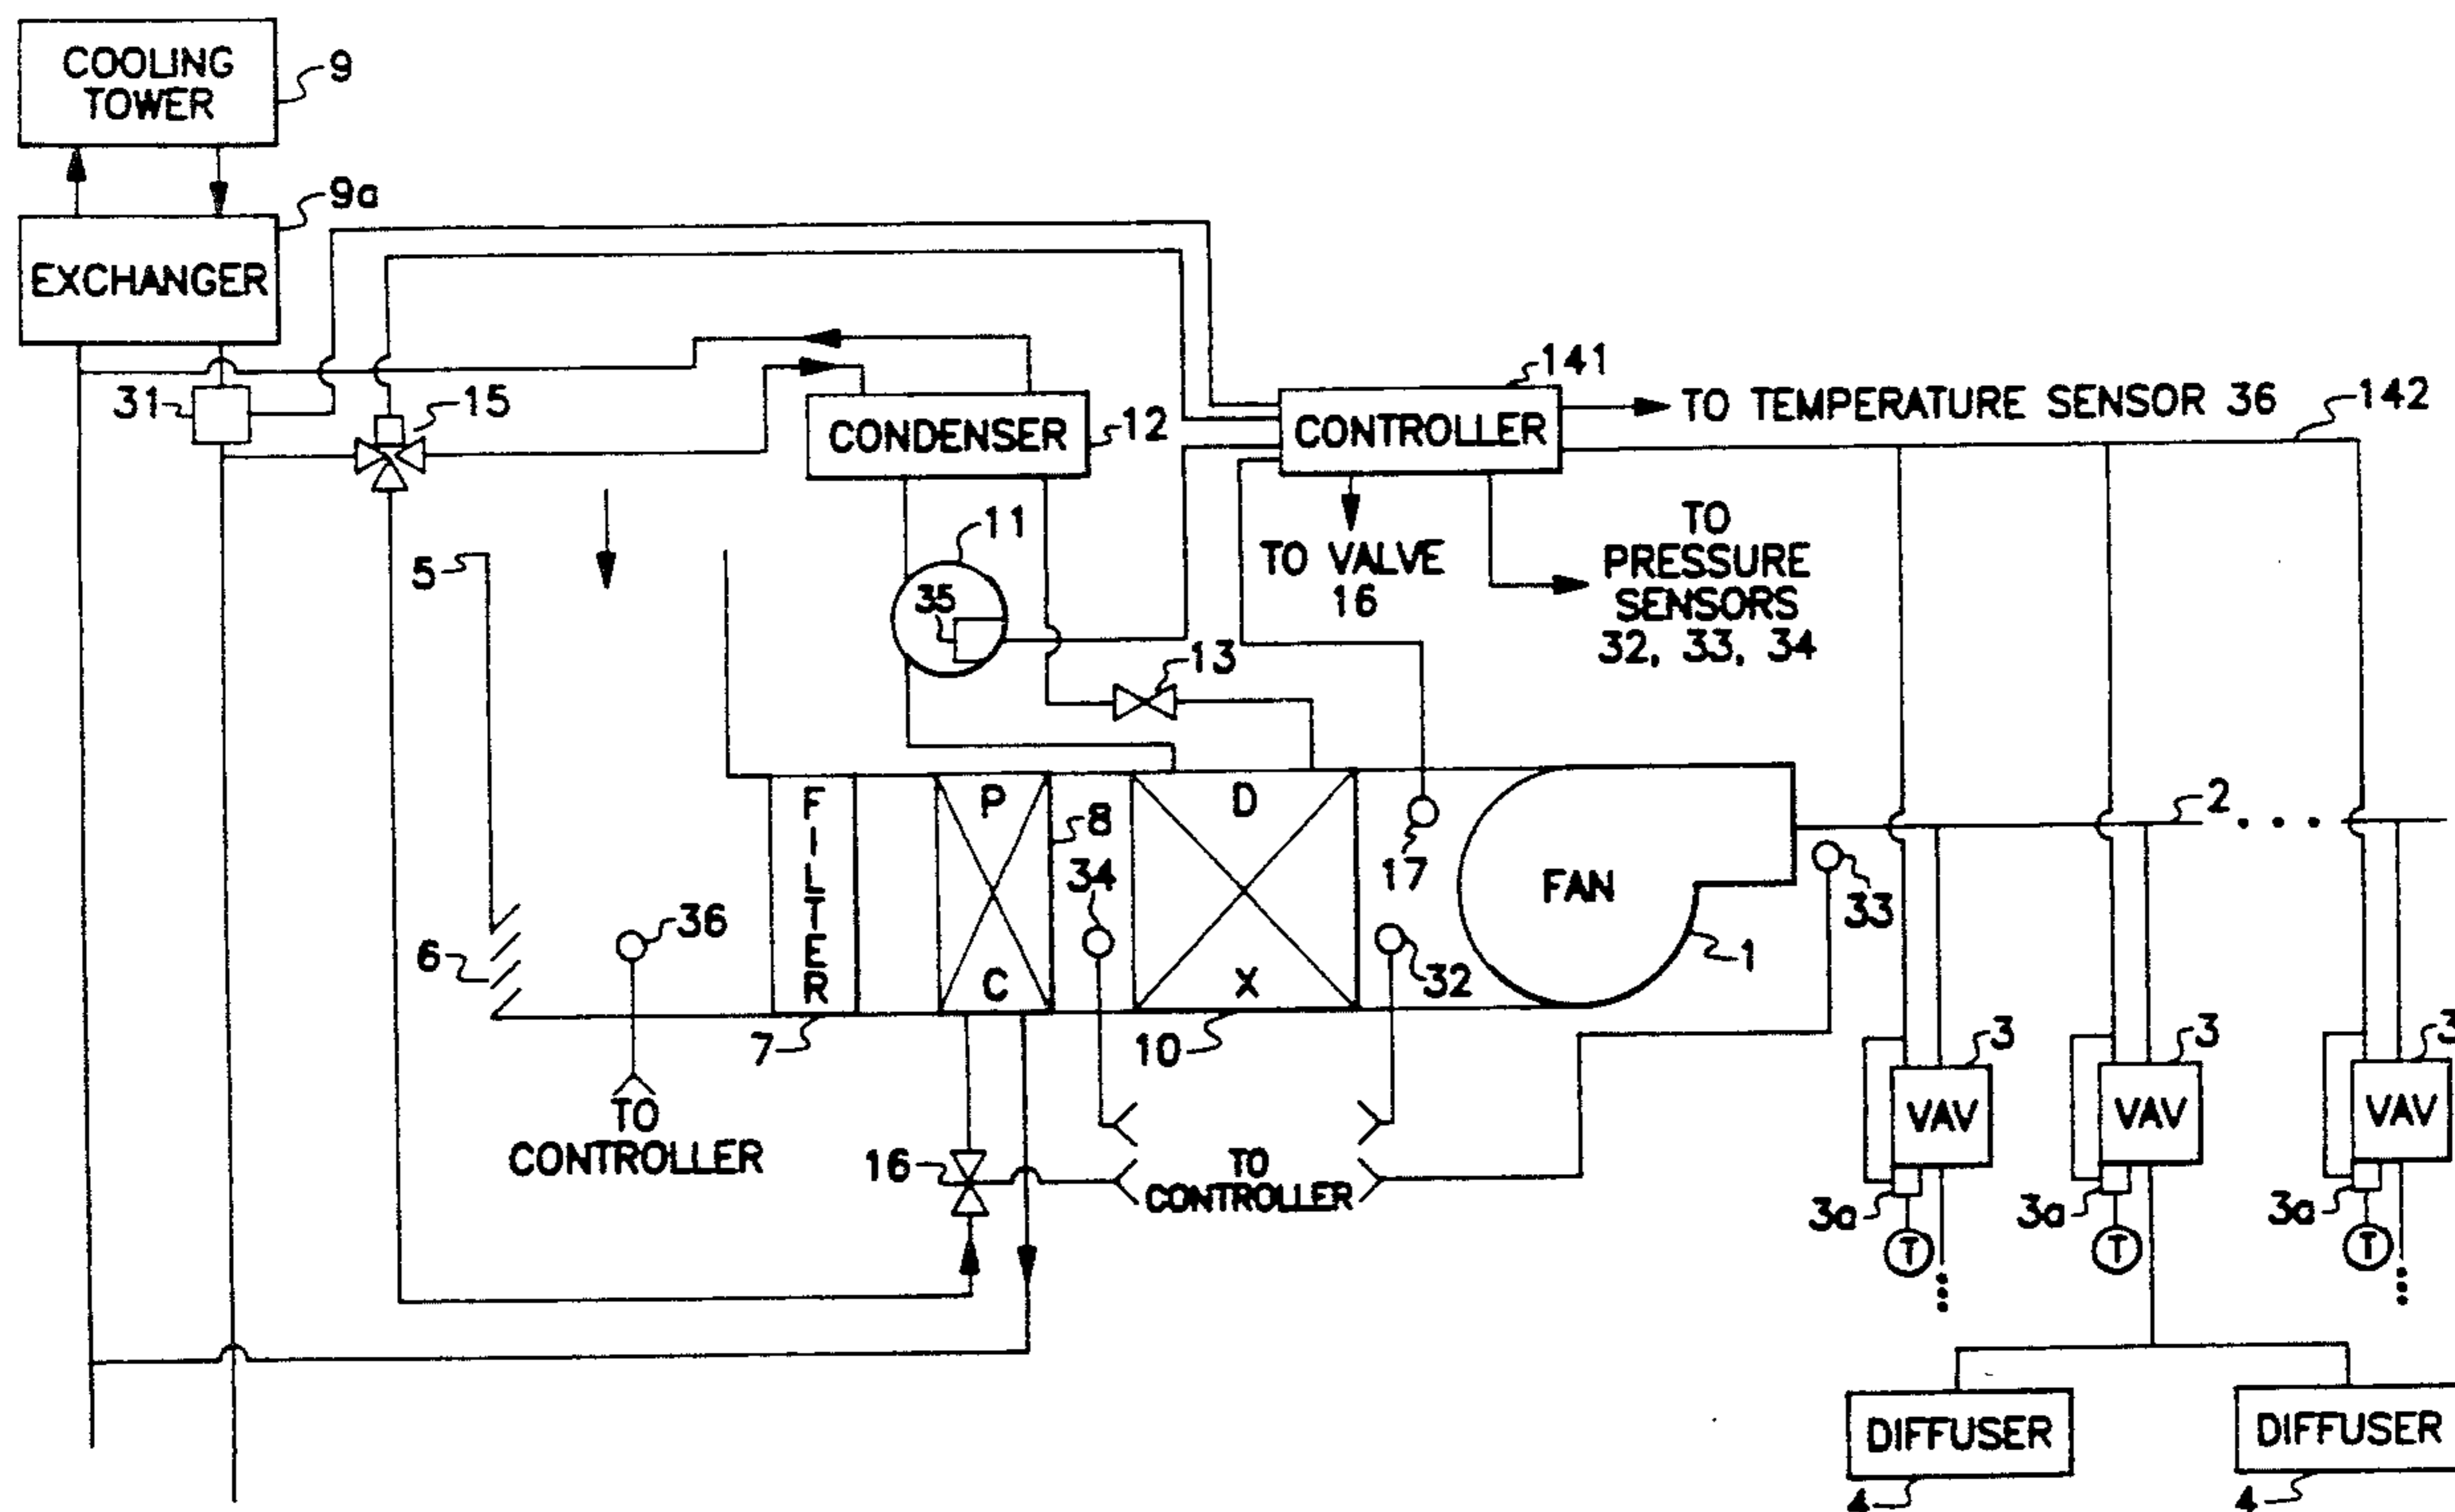 COOLING
TOWER
9
9a
EXCHANGER
31
15
CONDENSER
12
141
CONTROLLER
TO TEMPERATURE SENSOR 36
142
TO VALVE
16
TO
PRESSURE
SENSORS
32, 33, 34
5
11
35
13
6
36
TO
CONTROLLER
FILTER
7
P
C
8
34
D
X
10
17
32
FAN
1
33
2
16
TO
CONTROLLER
3
VAV
3a
T
3
VAV
3a
T
3
VAV
3a
T
DIFFUSER
4
DIFFUSER
4